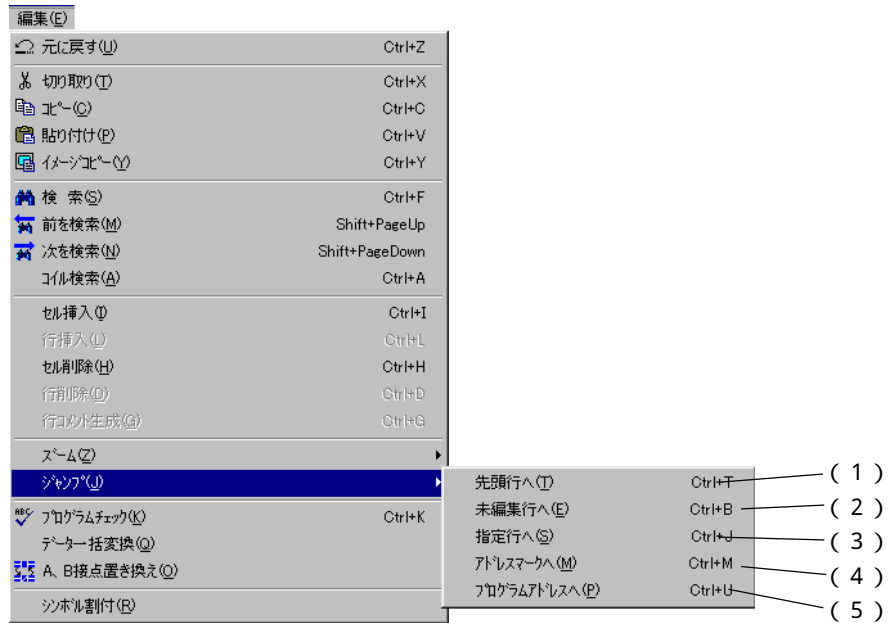 編集(E)
元に戻す(U) Ctrl+Z
切り取り(T) Ctrl+X
コピー(C) Ctrl+C
貼り付け(P) Ctrl+V
イメージコピー(Y) Ctrl+Y
検 索(S) Ctrl+F
前を検索(M) Shift+PageUp
次を検索(N) Shift+PageDown
コイル検索(A) Ctrl+A
セル挿入(I) Ctrl+I
行挿入(L) Ctrl+L
セル削除(H) Ctrl+H
行削除(D) Ctrl+D
行コメント生成(G) Ctrl+G
ズーム(Z)
ジャンプ(J)
先頭行へ(T) Ctrl+T (1)
未編集行へ(E) Ctrl+B (2)
指定行へ(S) Ctrl+J (3)
アドレスマークへ(M) Ctrl+M (4)
プログラムアドレスへ(P) Ctrl+U (5)
ABC プログラムチェック(K) Ctrl+K
データ一括変換(Q)
A、B接点置き換え(O)
シンボル割付(R)